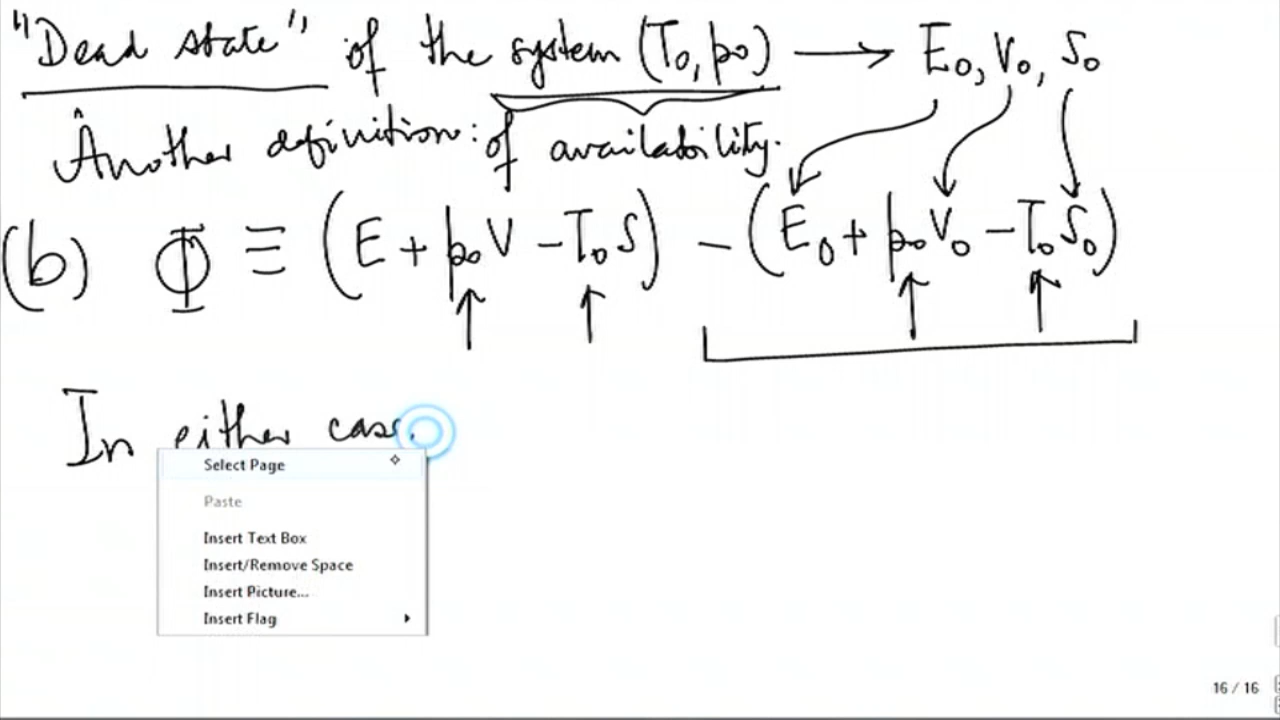 "Dead state" of the system (T₀, p₀) → E₀, V₀, S₀
Another definition: of availability.
(b) Φ ≡ (E + p₀V − T₀S) − (E₀ + p₀V₀ − T₀S₀)
In either case,
Select Page
Paste
Insert Text Box
Insert/Remove Space
Insert Picture...
Insert Flag
16 / 16